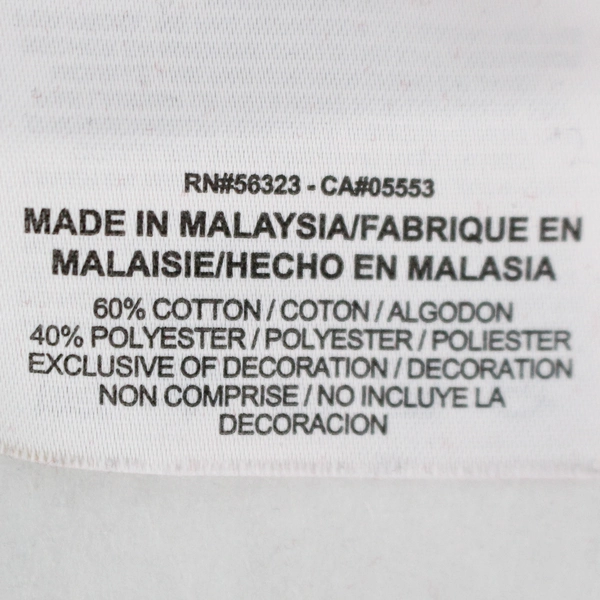 RN#56323 - CA#05553
MADE IN MALAYSIA/FABRIQUE EN
MALAISIE/HECHO EN MALASIA
60% COTTON / COTON / ALGODON
40% POLYESTER / POLYESTER / POLIESTER
EXCLUSIVE OF DECORATION / DECORATION
NON COMPRISE / NO INCLUYE LA
DECORACION